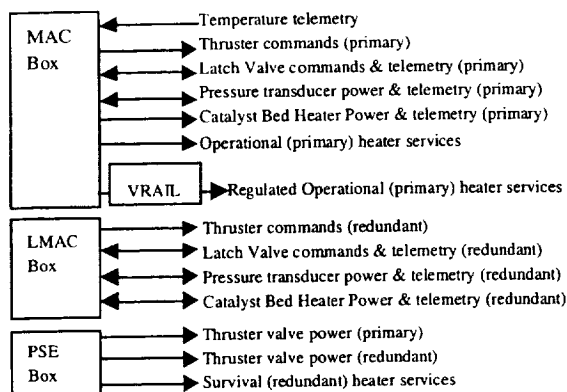 MAC
Box
Temperature telemetry
Thruster commands (primary)
Latch Valve commands & telemetry (primary)
Pressure transducer power & telemetry (primary)
Catalyst Bed Heater Power & telemetry (primary)
Operational (primary) heater services
VRAIL
Regulated Operational (primary) heater services
LMAC
Box
Thruster commands (redundant)
Latch Valve commands & telemetry (redundant)
Pressure transducer power & telemetry (redundant)
Catalyst Bed Heater Power & telemetry (redundant)
PSE
Box
Thruster valve power (primary)
Thruster valve power (redundant)
Survival (redundant) heater services